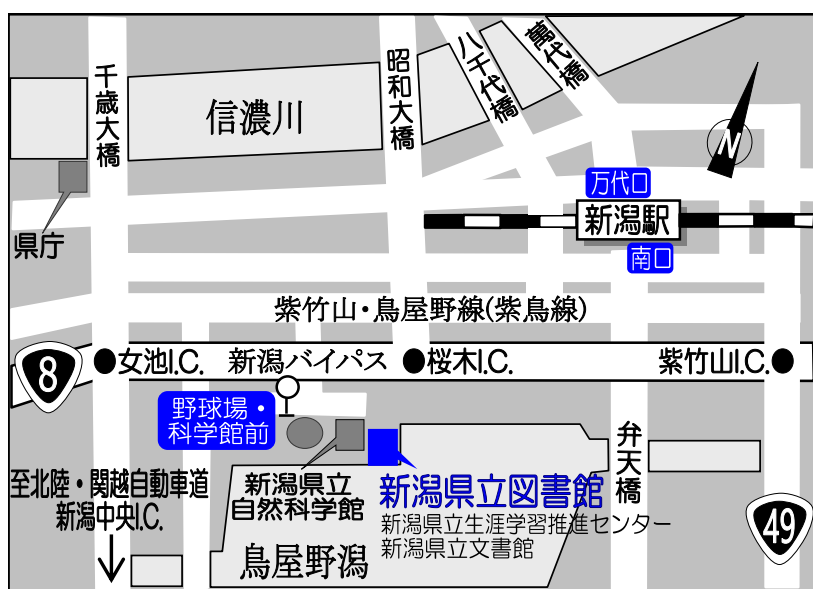 千歳大橋
信濃川
昭和大橋
八千代橋
萬代橋
N
県庁
万代口
新潟駅
南口
紫竹山・鳥屋野線(紫鳥線)
8
女池I.C.
新潟バイパス
桜木I.C.
紫竹山I.C.
野球場・
科学館前
弁天橋
至北陸・関越自動車道
新潟中央I.C.
新潟県立
自然科学館
新潟県立図書館
新潟県立生涯学習推進センター
新潟県立文書館
鳥屋野潟
49